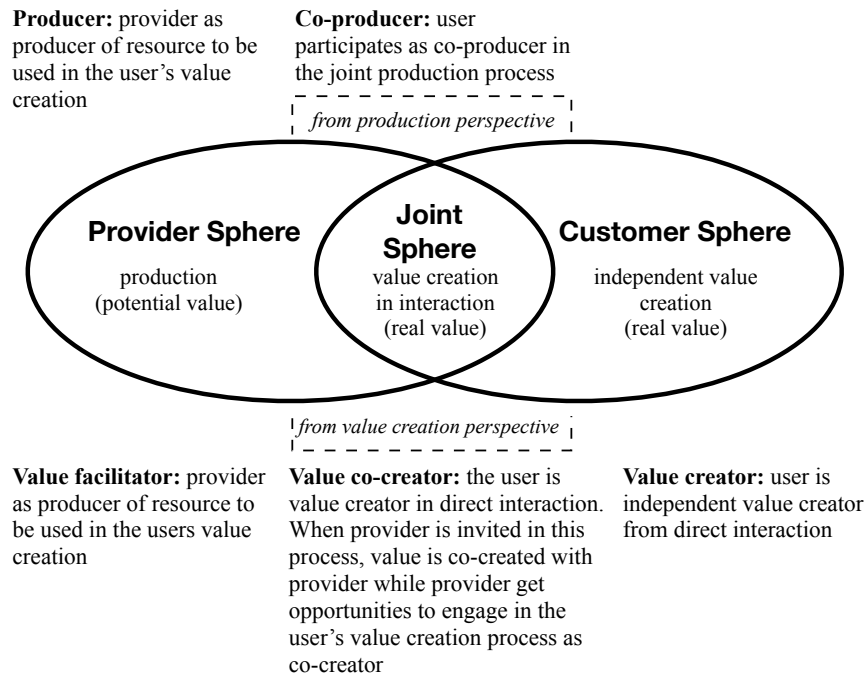 Producer: provider as
producer of resource to be
used in the user's value
creation
Co-producer: user
participates as co-producer in
the joint production process
from production perspective
Provider Sphere
production
(potential value)
Joint
Sphere
value creation
in interaction
(real value)
Customer Sphere
independent value
creation
(real value)
from value creation perspective
Value facilitator: provider
as producer of resource to
be used in the users value
creation
Value co-creator: the user is
value creator in direct interaction.
When provider is invited in this
process, value is co-created with
provider while provider get
opportunities to engage in the
user's value creation process as
co-creator
Value creator: user is
independent value creator
from direct interaction